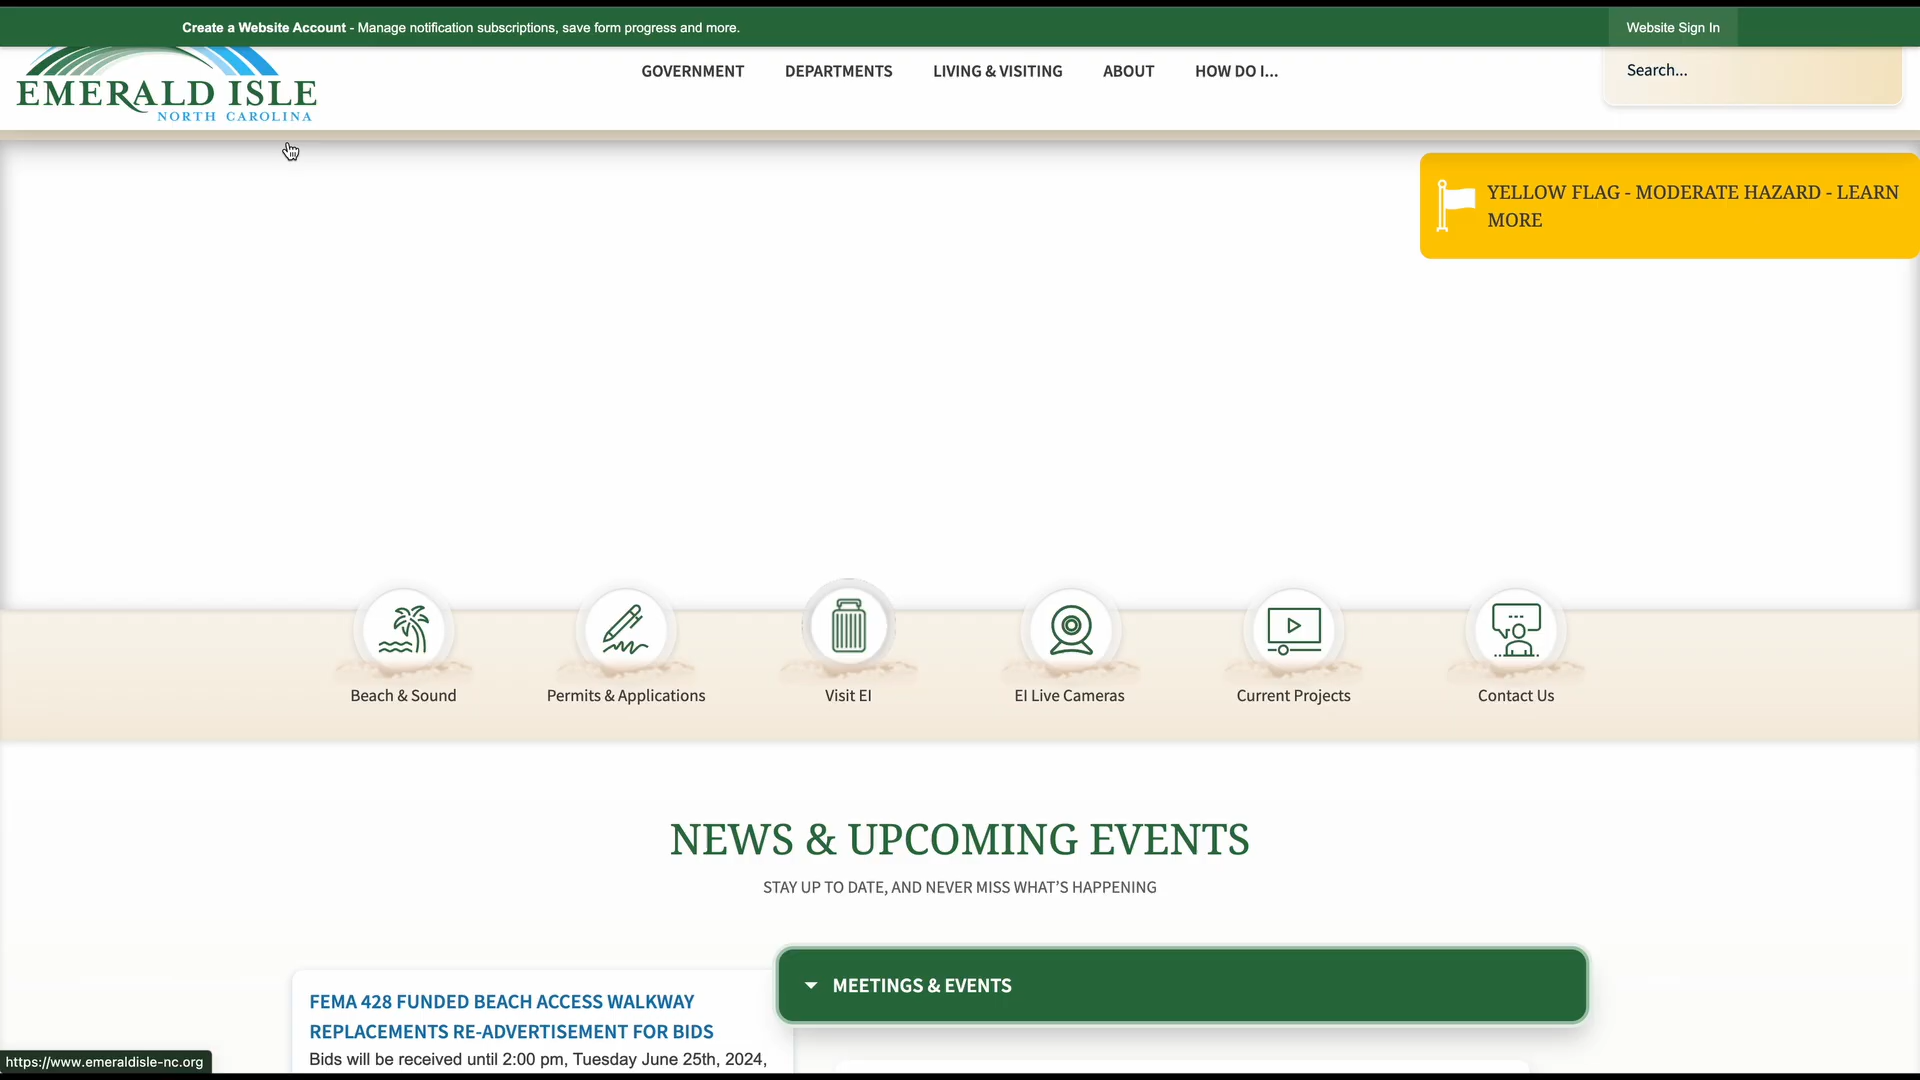 Create a Website Account - Manage notification subscriptions, save form progress and more.
Website Sign In
EMERALD ISLE
NORTH CAROLINA
GOVERNMENT
DEPARTMENTS
LIVING & VISITING
ABOUT
HOW DO I...
Search...
YELLOW FLAG - MODERATE HAZARD - LEARN
MORE
Beach & Sound
Permits & Applications
Visit EI
EI Live Cameras
Current Projects
Contact Us
NEWS & UPCOMING EVENTS
STAY UP TO DATE, AND NEVER MISS WHAT’S HAPPENING
FEMA 428 FUNDED BEACH ACCESS WALKWAY
REPLACEMENTS RE-ADVERTISEMENT FOR BIDS
Bids will be received until 2:00 pm, Tuesday June 25th, 2024,
MEETINGS & EVENTS
https://www.emeraldisle-nc.org